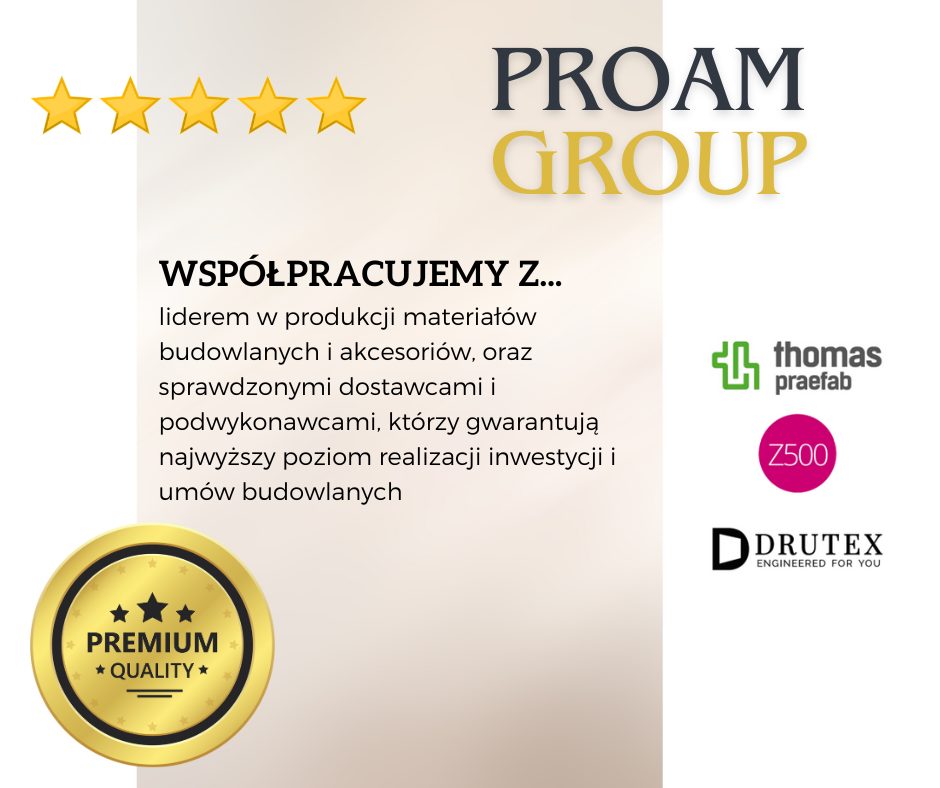 PROAM
GROUP
WSPÓŁPRACUJEMY Z...
liderem w produkcji materiałów
budowlanych i akcesoriów, oraz
sprawdzonymi dostawcami i
podwykonawcami, którzy gwarantują
najwyższy poziom realizacji inwestycji i
umów budowlanych
thomas
praefab
Z500
DRUTEX
ENGINEERED FOR YOU
PREMIUM
QUALITY